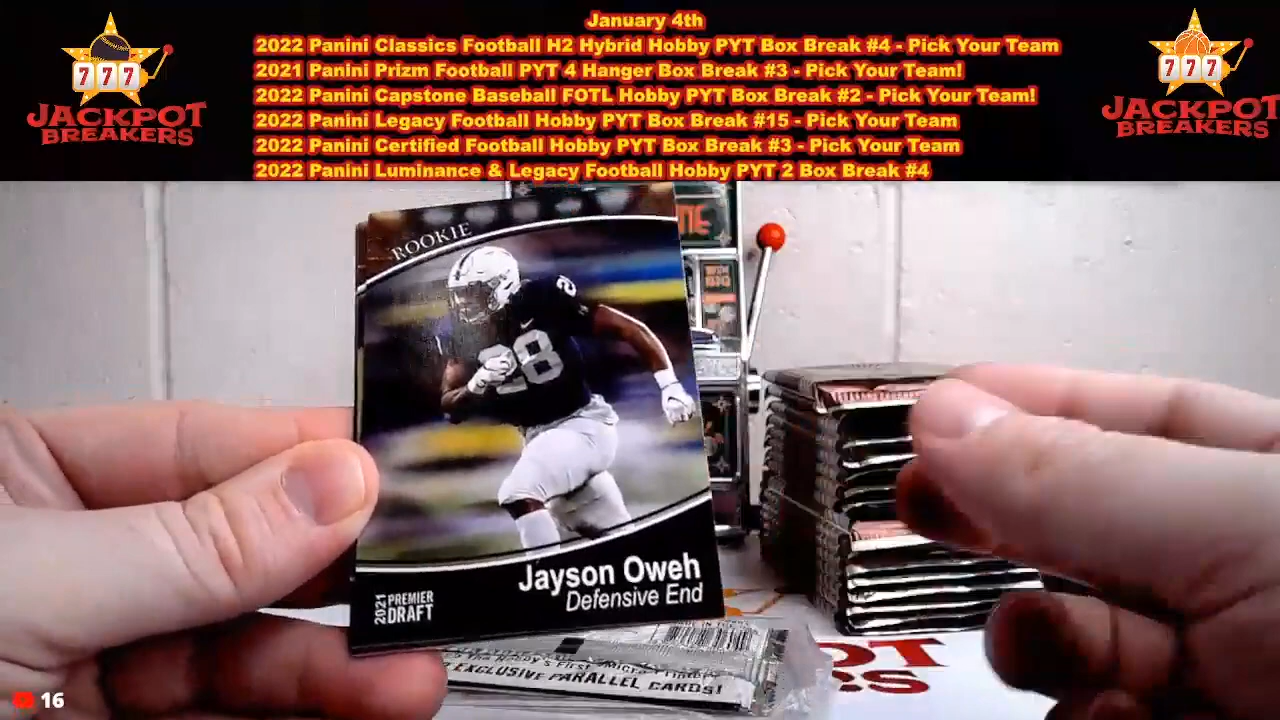 January 4th
2022 Panini Classics Football H2 Hybrid Hobby PYT Box Break #4 - Pick Your Team
2021 Panini Prizm Football PYT 4 Hanger Box Break #3 - Pick Your Team!
2022 Panini Capstone Baseball FOTL Hobby PYT Box Break #2 - Pick Your Team!
2022 Panini Legacy Football Hobby PYT Box Break #15 - Pick Your Team
2022 Panini Certified Football Hobby PYT Box Break #3 - Pick Your Team
2022 Panini Luminance & Legacy Football Hobby PYT 2 Box Break #4
777
JACKPOT
BREAKERS
777
JACKPOT
BREAKERS
ROOKIE
28
28
Jayson Oweh
Defensive End
2021 PREMIER
DRAFT
EXCLUSIVE PARALLEL CARDS!
16